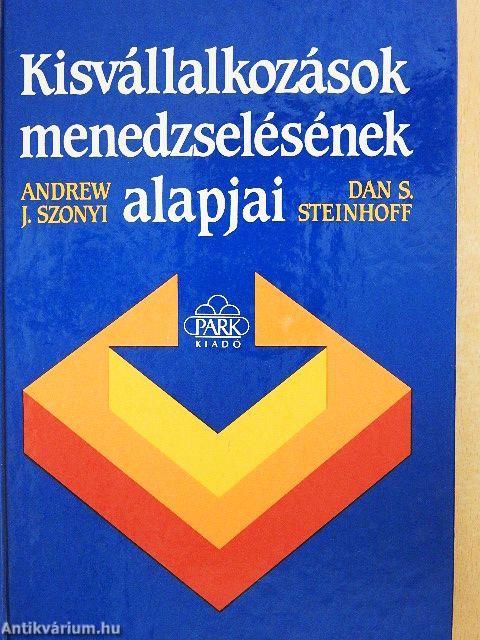 Kisvállalkozások
menedzselésének
ANDREW
J. SZONYI
alapjai
DAN S.
STEINHOFF
PARK
KIADÓ
Antikvárium.hu